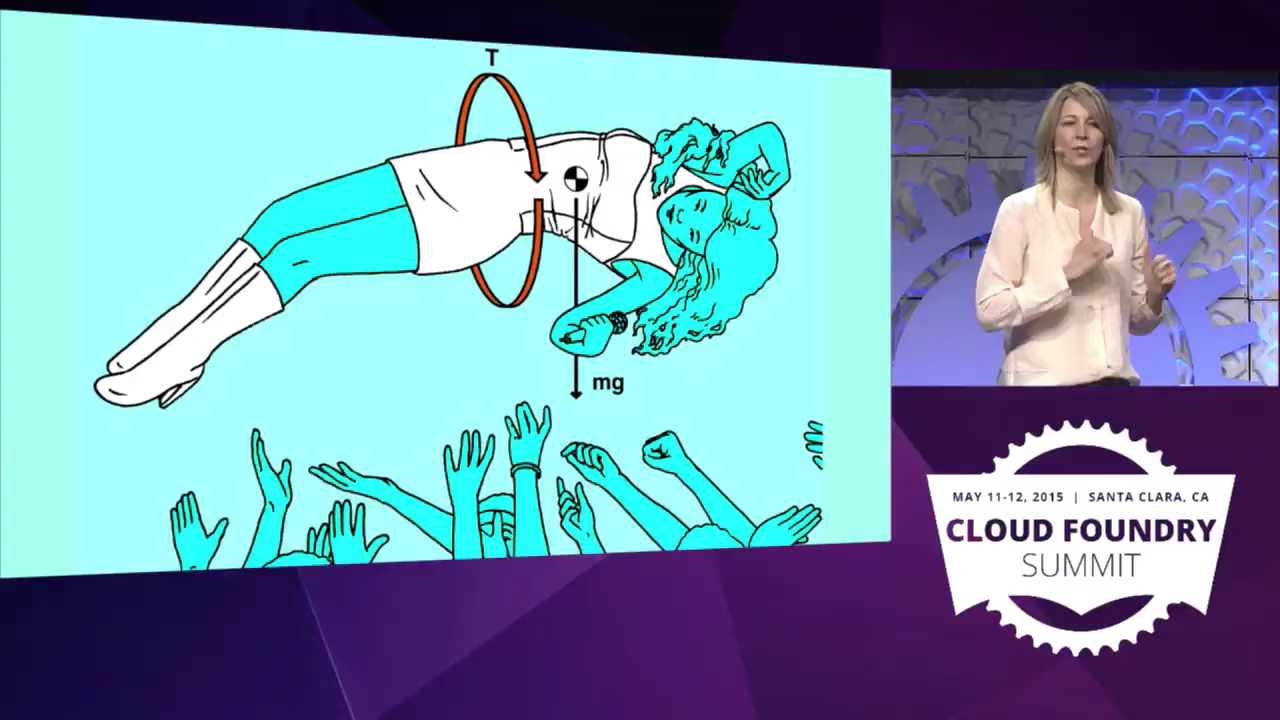 T
mg
MAY 11-12, 2015 | SANTA CLARA, CA
CLOUD FOUNDRY
SUMMIT